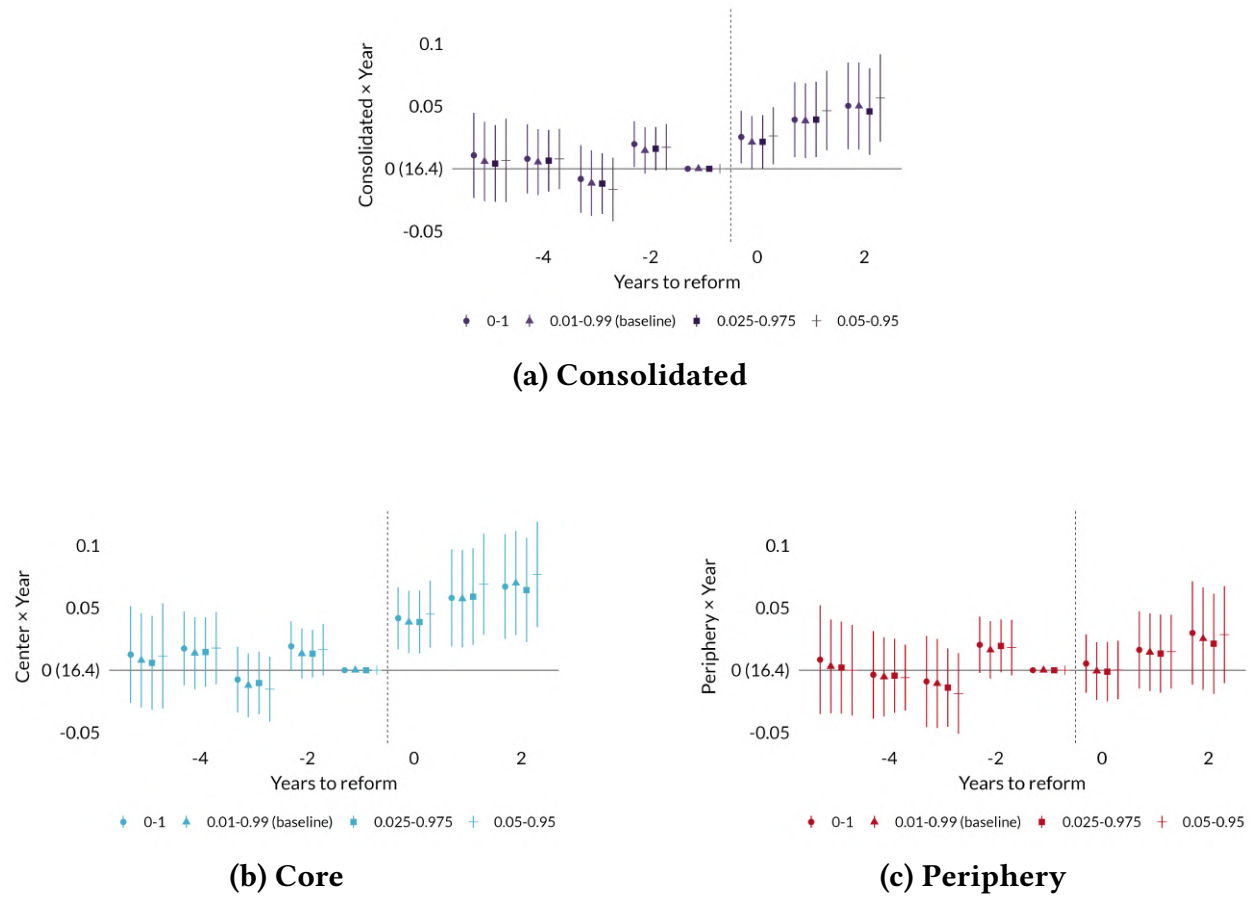 Consolidated × Year
0.1
0.05
0 (16.4)
-0.05
-4 -2 0 2
Years to reform
0-1 0.01-0.99 (baseline) 0.025-0.975 0.05-0.95
(a) Consolidated
Center × Year
0.1
0.05
0 (16.4)
-0.05
-4 -2 0 2
Years to reform
0-1 0.01-0.99 (baseline) 0.025-0.975 0.05-0.95
(b) Core
Periphery × Year
0.1
0.05
0 (16.4)
-0.05
-4 -2 0 2
Years to reform
0-1 0.01-0.99 (baseline) 0.025-0.975 0.05-0.95
(c) Periphery